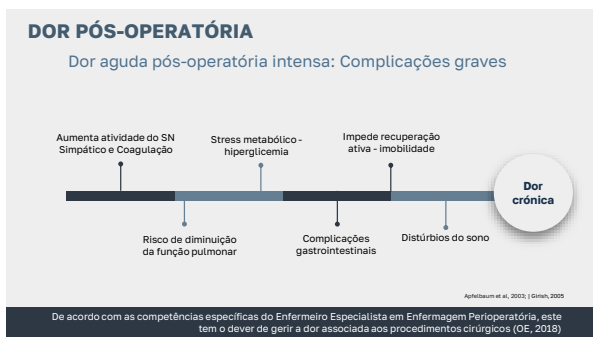 DOR PÓS-OPERATÓRIA
Dor aguda pós-operatória intensa: Complicações graves
Aumenta atividade do SN
Simpático e Coagulação
Stress metabólico -
hiperglicemia
Impede recuperação
ativa - imobilidade
Dor
crónica
Risco de diminuição
da função pulmonar
Complicações
gastrointestinais
Distúrbios do sono
Apfelbaum et al, 2003; | Girish, 2005
De acordo com as competências específicas do Enfermeiro Especialista em Enfermagem Perioperatória, este
tem o dever de gerir a dor associada aos procedimentos cirúrgicos (OE, 2018)